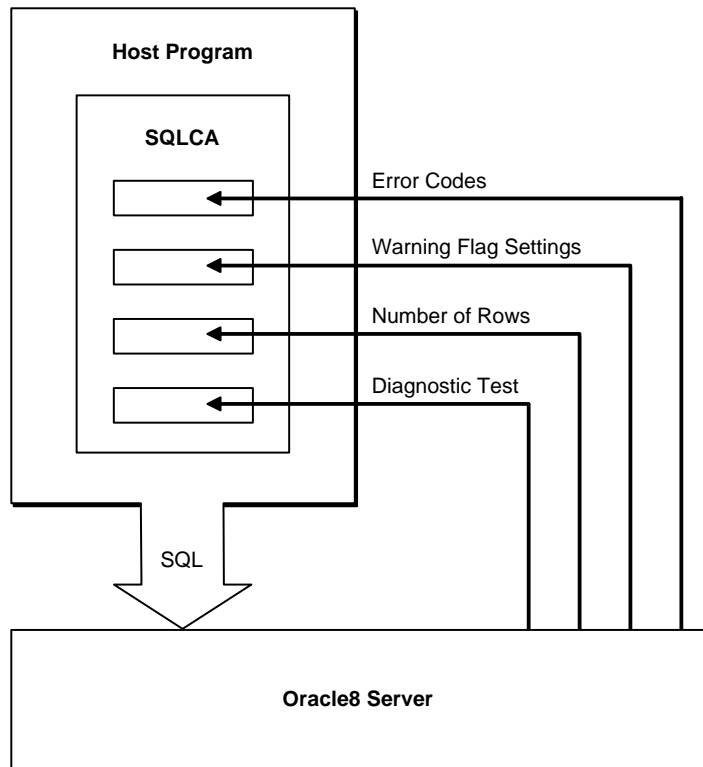 Host Program
SQLCA
Error Codes
Warning Flag Settings
Number of Rows
Diagnostic Test
SQL
Oracle8 Server